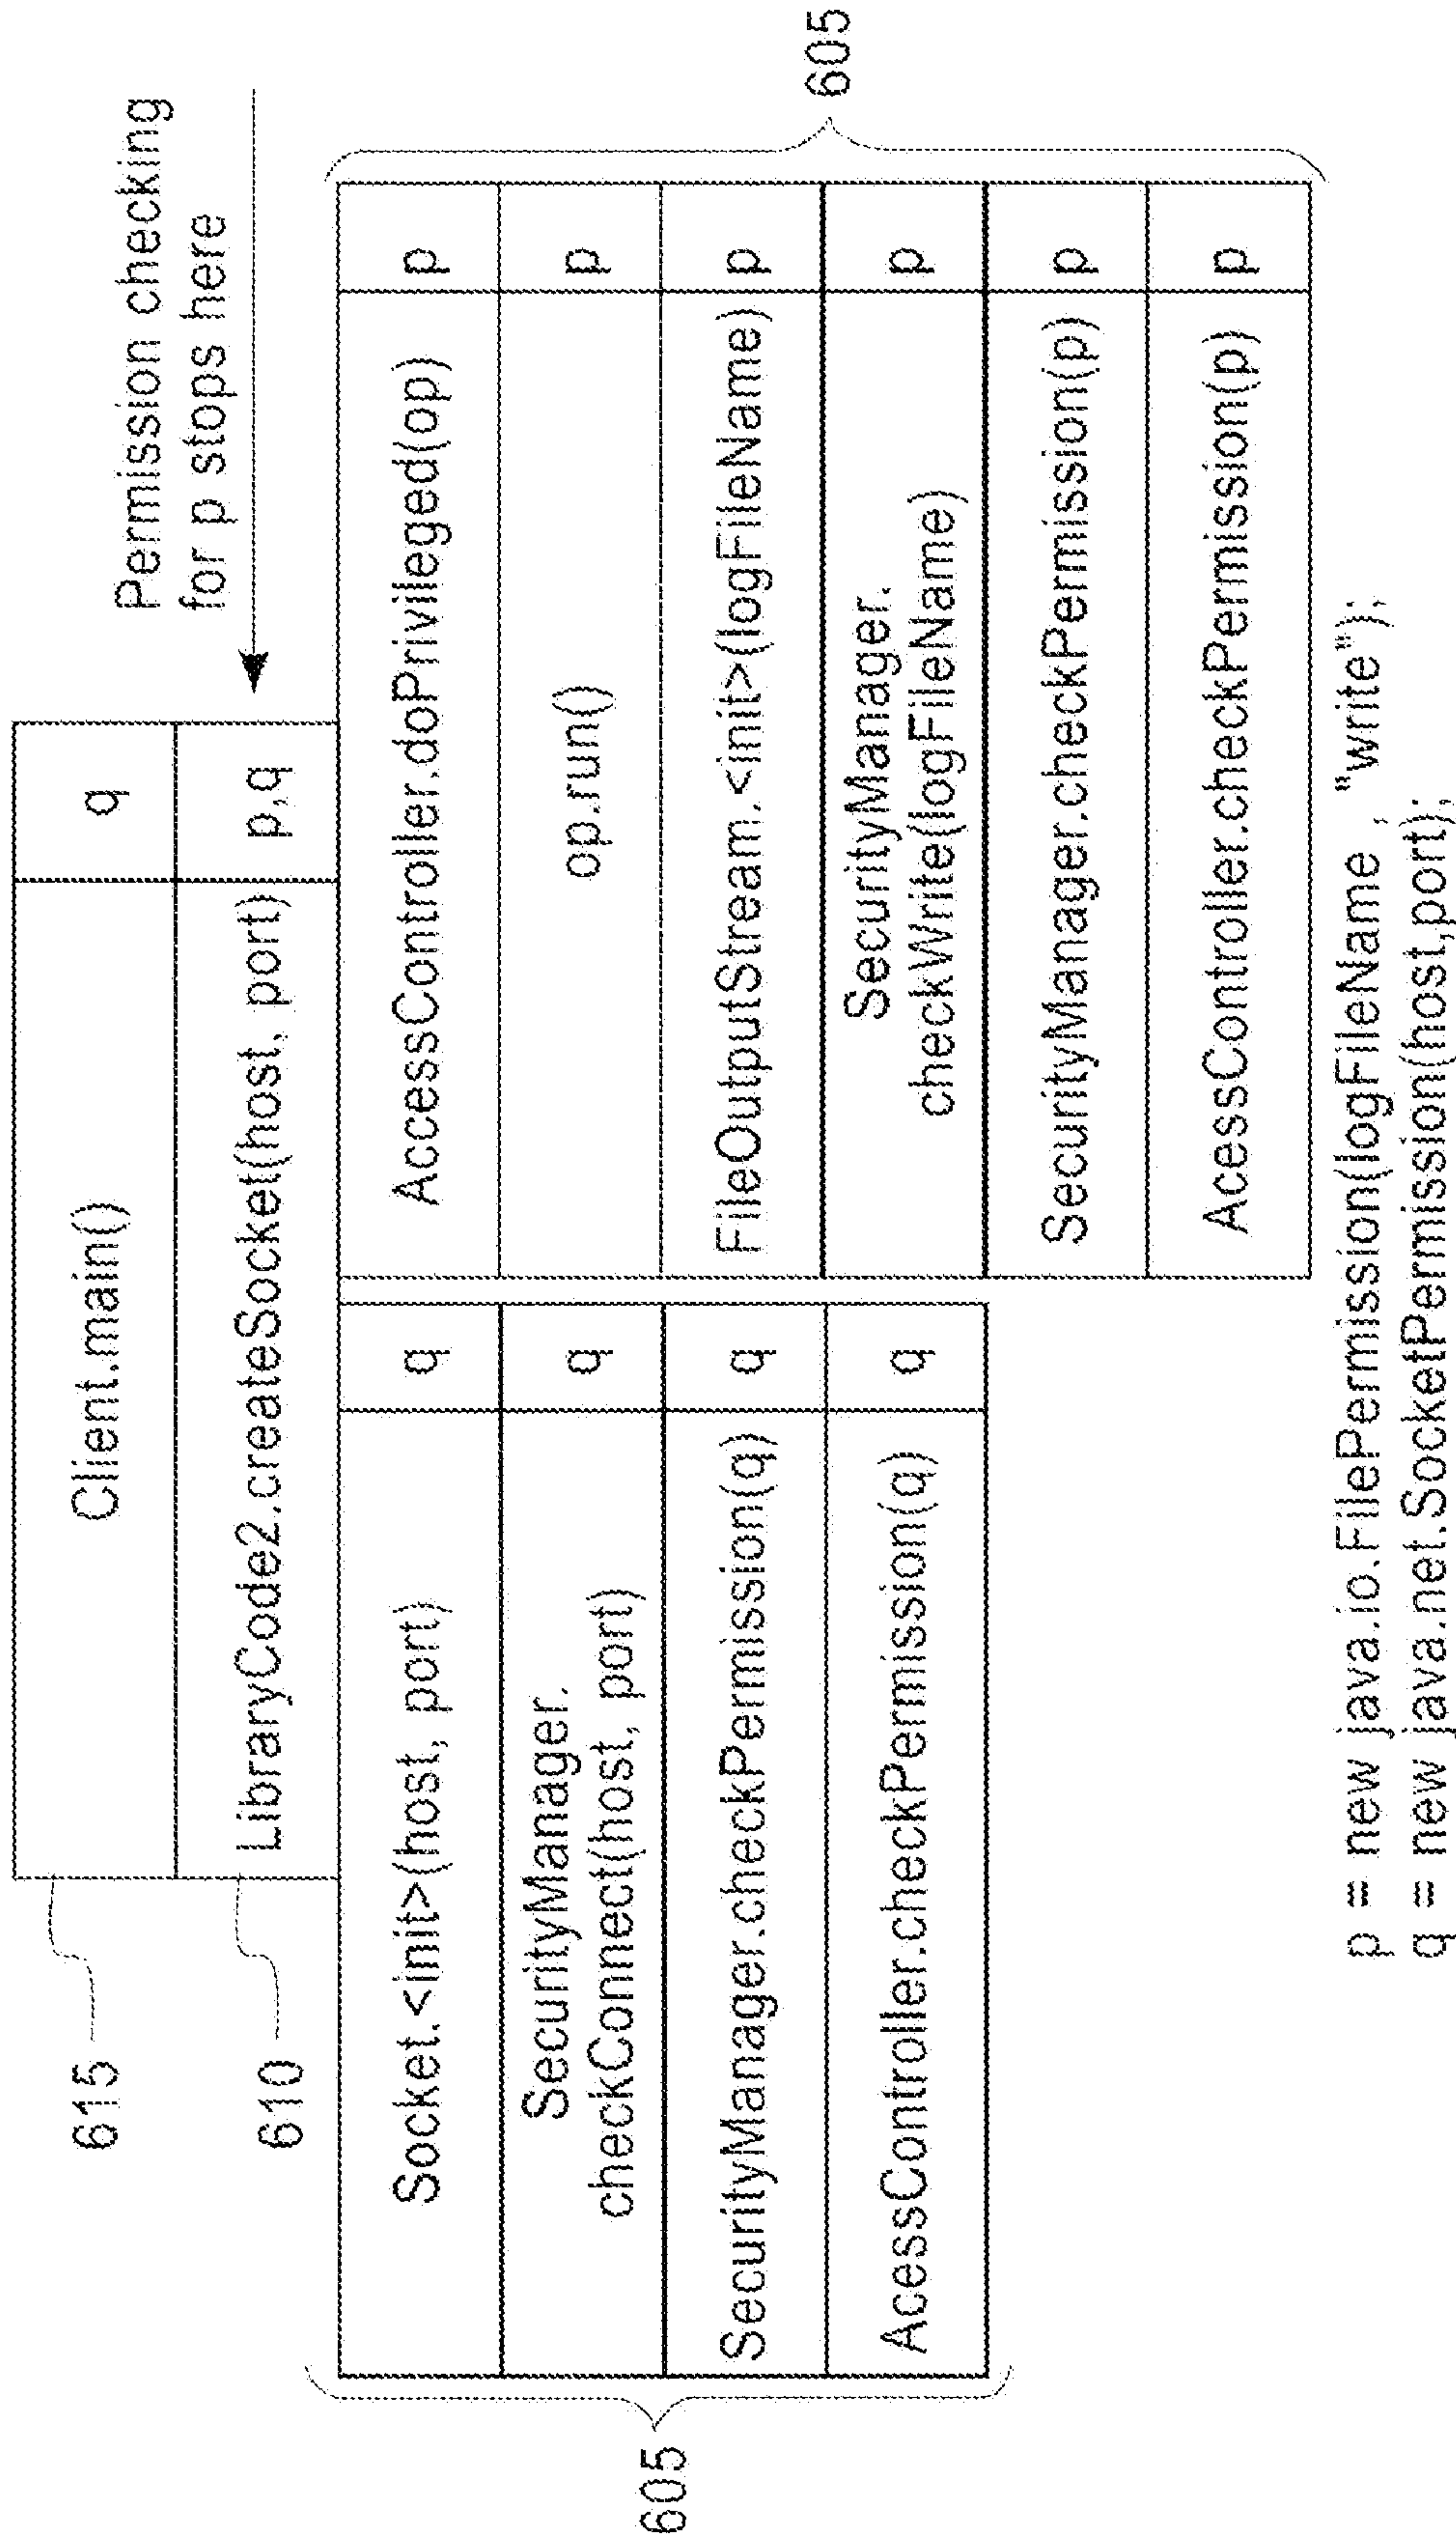 Permission checking
for p stops here
615
Client.main()
q
610
LibraryCode2.createSocket(host, port)
p,q
605
Socket.<init>(host, port)
q
SecurityManager.
checkConnect(host, port)
q
SecurityManager.checkPermission(q)
q
AcessController.checkPermission(q)
q
AccessController.doPrivileged(op)
p
op.run()
p
FileOutputStream.<init>(logFileName)
p
SecurityManager.
checkWrite(logFileName)
p
SecurityManager.checkPermission(p)
p
AcessController.checkPermission(p)
p
605
p = new java.io.FilePermission(logFileName , "write");
q = new java.net.SocketPermission(host,port);